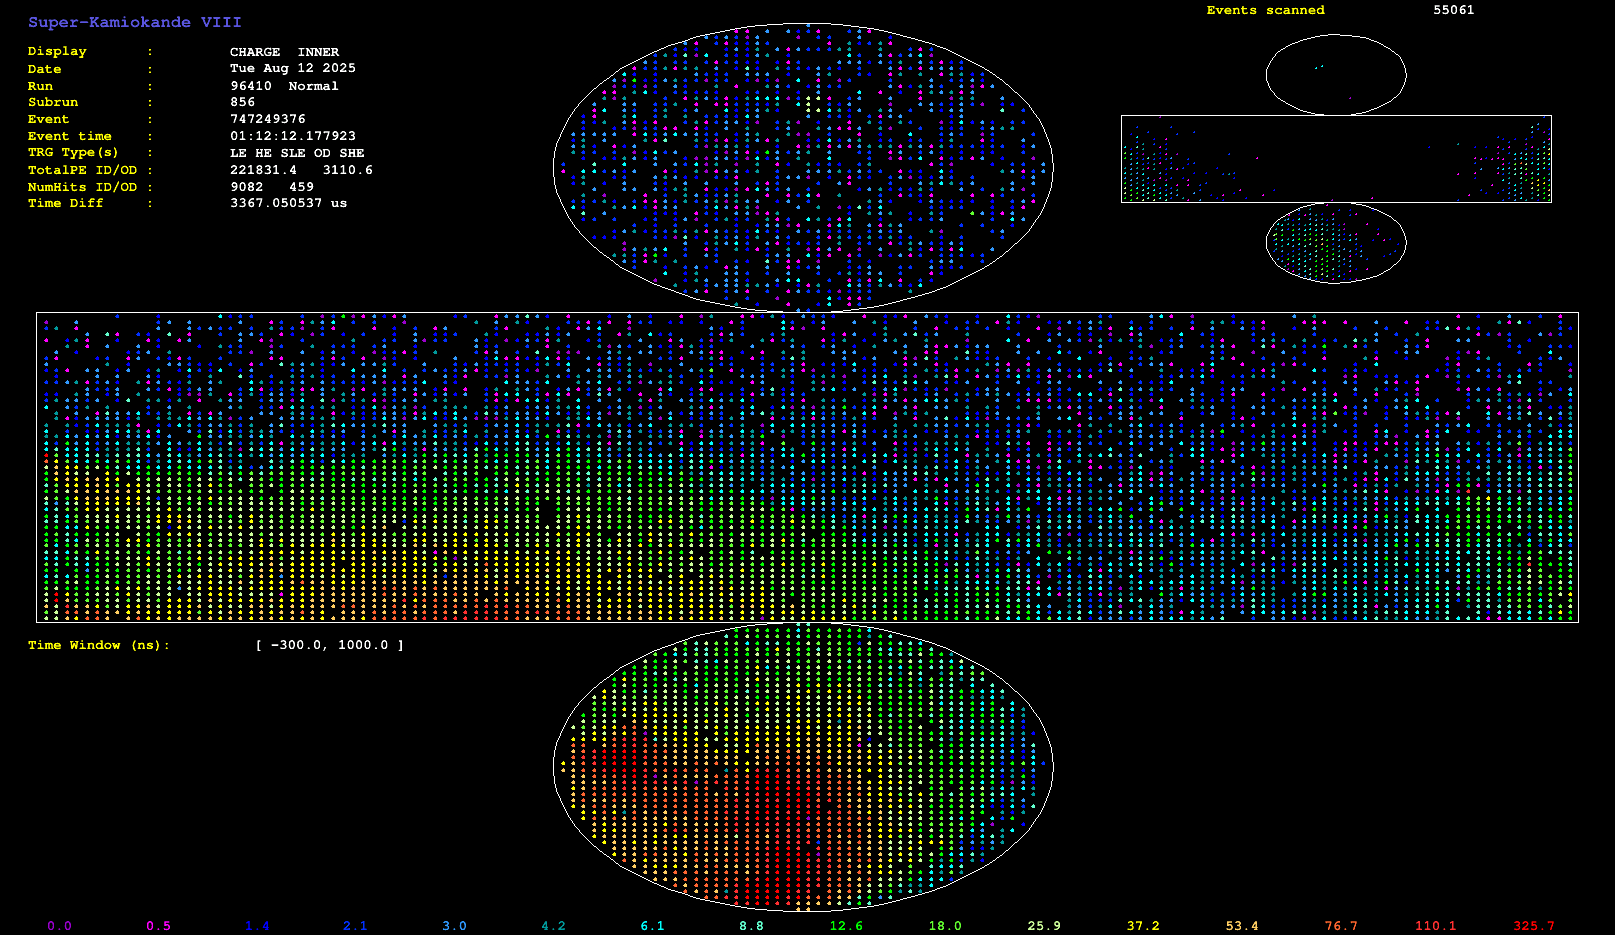 Super-Kamiokande VIII
Events scanned 55061
Display : CHARGE INNER
Date : Tue Aug 12 2025
Run : 96410 Normal
Subrun : 856
Event : 747249376
Event time : 01:12:12.177923
TRG Type(s) : LE HE SLE OD SHE
TotalPE ID/OD : 221831.4 3110.6
NumHits ID/OD : 9082 459
Time Diff : 3367.050537 us
Time Window (ns): [ -300.0, 1000.0 ]
0.0 0.5 1.4 2.1 3.0 4.2 6.1 8.8 12.6 18.0 25.9 37.2 53.4 76.7 110.1 325.7